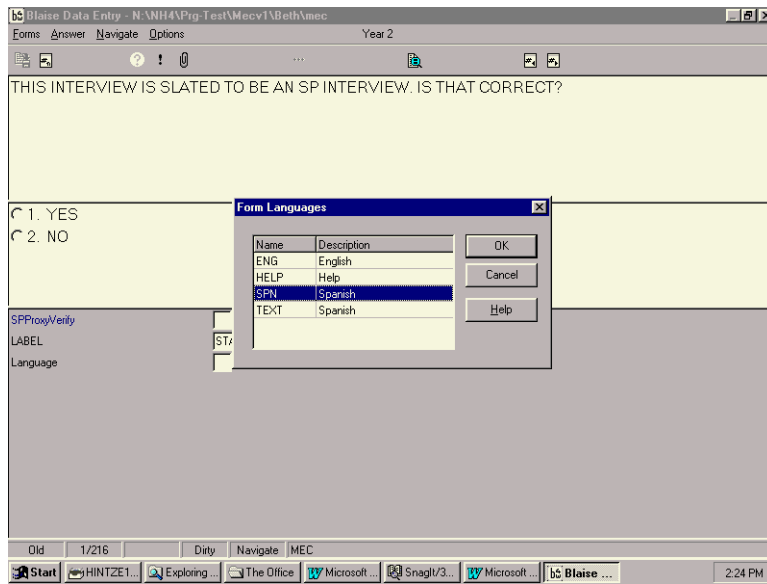 Blaise Data Entry - N:\NH4\Prg-Test\Mecv1\Beth\mec
Forms Answer Navigate Options Year 2
THIS INTERVIEW IS SLATED TO BE AN SP INTERVIEW. IS THAT CORRECT?
1. YES
2. NO
Form Languages
Name Description
ENG English
HELP Help
SPN Spanish
TEXT Spanish
OK
Cancel
Help
SPProxyVerify
LABEL STA
Language
Old 1/216 Dirty Navigate MEC
Start HINTZE1... Exploring ... The Office Microsoft ... SnagIt/3... Microsoft ... Blaise ... 2:24 PM